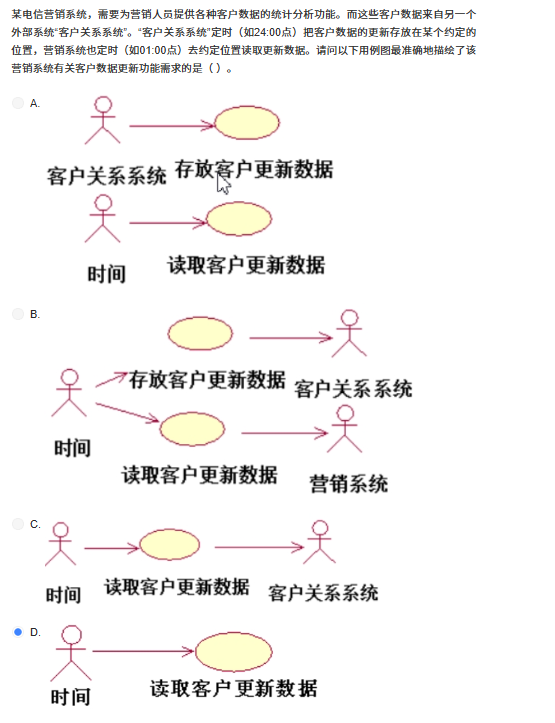 某电信营销系统，需要为营销人员提供各种客户数据的统计分析功能。而这些客户数据来自另一个
外部系统“客户关系系统”。“客户关系系统”定时（如24:00点）把客户数据的更新存放在某个约定的
位置，营销系统也定时（如01:00点）去约定位置读取更新数据。请问以下用例图最准确地描绘了该
营销系统有关客户数据更新功能需求的是（ ）。
A.
客户关系系统 存放客户更新数据
时间 读取客户更新数据
B.
存放客户更新数据 客户关系系统
时间
读取客户更新数据 营销系统
C.
时间 读取客户更新数据 客户关系系统
D.
时间 读取客户更新数据